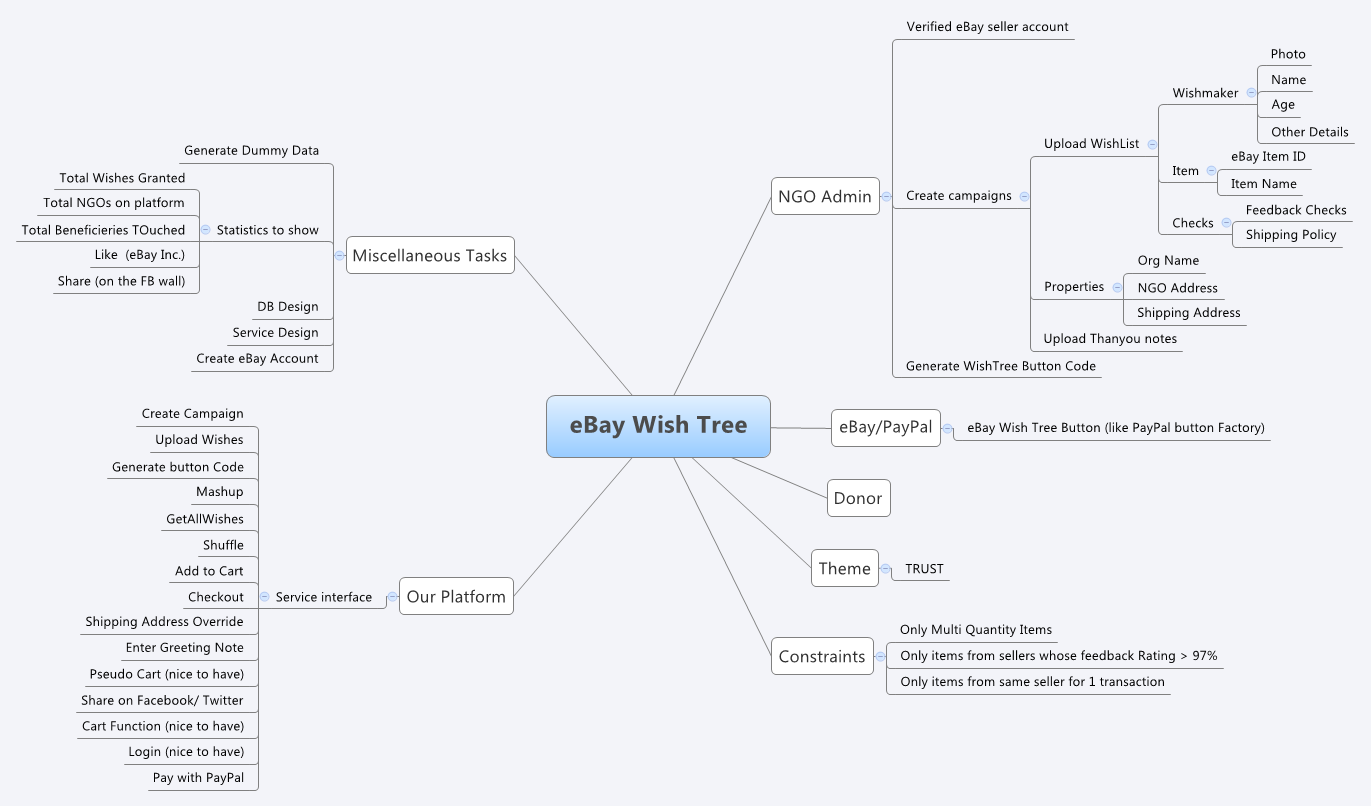 eBay Wish Tree
NGO Admin
Verified eBay seller account
Create campaigns
Upload WishList
Wishmaker
Photo
Name
Age
Other Details
Item
eBay Item ID
Item Name
Checks
Feedback Checks
Shipping Policy
Properties
Org Name
NGO Address
Shipping Address
Upload Thanyou notes
Generate WishTree Button Code
eBay/PayPal
eBay Wish Tree Button (like PayPal button Factory)
Donor
Theme
TRUST
Constraints
Only Multi Quantity Items
Only items from sellers whose feedback Rating > 97%
Only items from same seller for 1 transaction
Miscellaneous Tasks
Generate Dummy Data
Statistics to show
Total Wishes Granted
Total NGOs on platform
Total Beneficieries TOuched
Like  (eBay Inc.)
Share (on the FB wall)
DB Design
Service Design
Create eBay Account
Our Platform
Service interface
Create Campaign
Upload Wishes
Generate button Code
Mashup
GetAllWishes
Shuffle
Add to Cart
Checkout
Shipping Address Override
Enter Greeting Note
Pseudo Cart (nice to have)
Share on Facebook/ Twitter
Cart Function (nice to have)
Login (nice to have)
Pay with PayPal